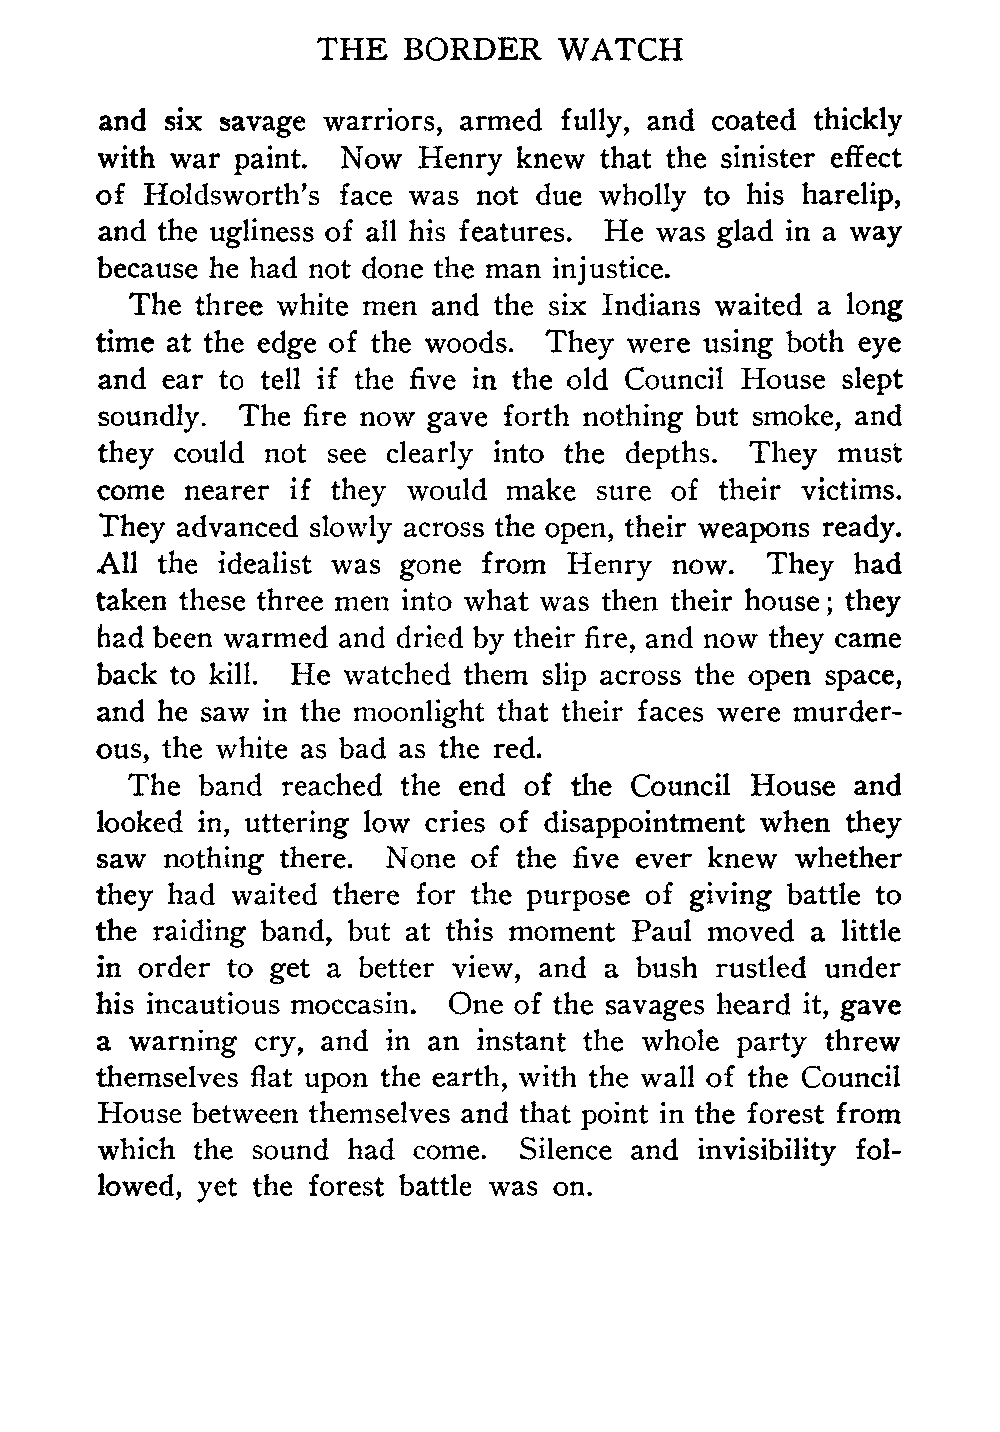 THE BORDER WATCH
and six savage warriors, armed fully, and coated thickly
with war paint. Now Henry knew that the sinister effect
of Holdsworth's face was not due wholly to his harelip,
and the ugliness of all his features. He was glad in a way
because he had not done the man injustice.
The three white men and the six Indians waited a long
time at the edge of the woods. They were using both eye
and ear to tell if the five in the old Council House slept
soundly. The fire now gave forth nothing but smoke, and
they could not see clearly into the depths. They must
come nearer if they would make sure of their victims.
They advanced slowly across the open, their weapons ready.
All the idealist was gone from Henry now. They had
taken these three men into what was then their house; they
had been warmed and dried by their fire, and now they came
back to kill. He watched them slip across the open space,
and he saw in the moonlight that their faces were murder-
ous, the white as bad as the red.
The band reached the end of the Council House and
looked in, uttering low cries of disappointment when they
saw nothing there. None of the five ever knew whether
they had waited there for the purpose of giving battle to
the raiding band, but at this moment Paul moved a little
in order to get a better view, and a bush rustled under
his incautious moccasin. One of the savages heard it, gave
a warning cry, and in an instant the whole party threw
themselves flat upon the earth, with the wall of the Council
House between themselves and that point in the forest from
which the sound had come. Silence and invisibility fol-
lowed, yet the forest battle was on.